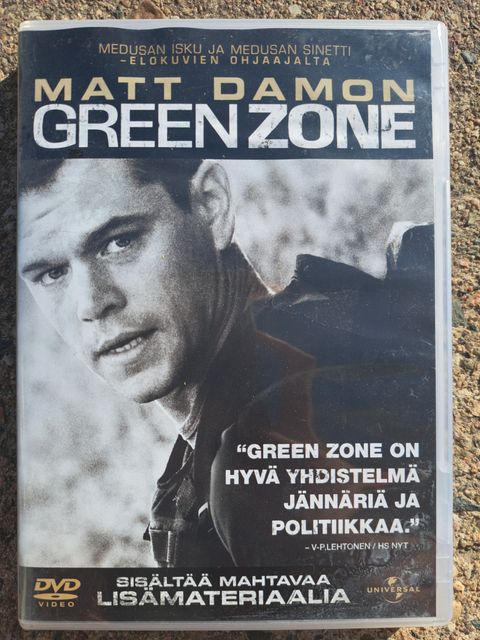 MEDUSAN ISKU JA MEDUSAN SINETTI
–ELOKUVIEN OHJAAJALTA
MATT DAMON
GREEN ZONE
“GREEN ZONE ON
HYVÄ YHDISTELMÄ
JÄNNÄRIÄ JA
POLITIIKKAA.”
– V-P.LEHTONEN / HS NYT
DVD
VIDEO
SISÄLTÄÄ MAHTAVAA
LISÄMATERIAALIA
UNIVERSAL